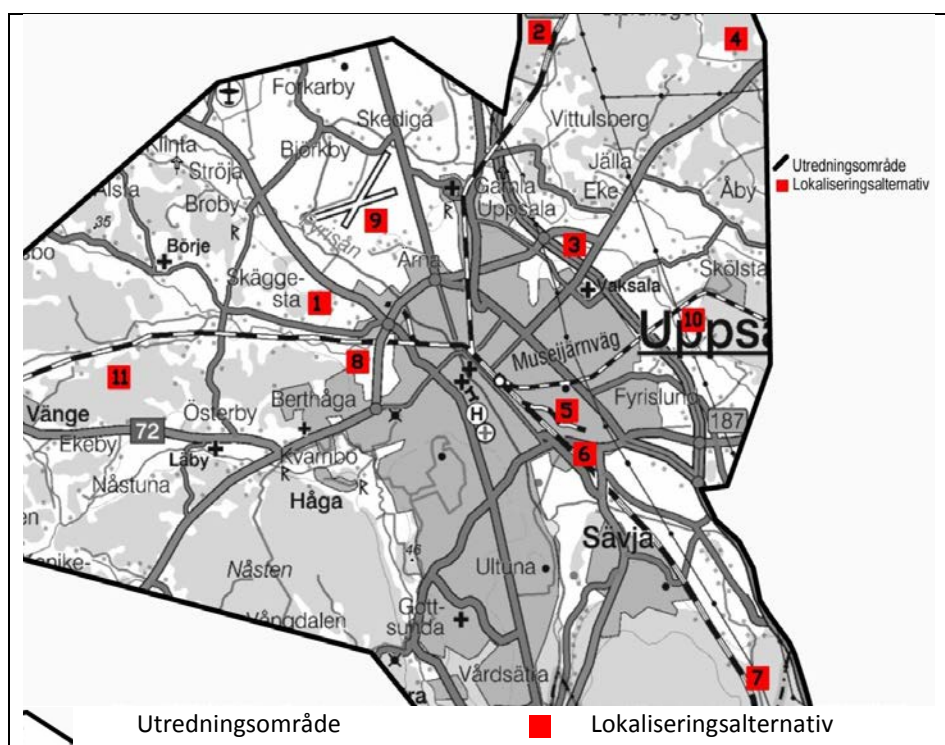 2
4
Forkarby
Skediga
Vittulsberg
Klinta
Ströja
Björkby
Jälla
Utredningsområde
Lokaliseringsalternativ
Alsta
Broby
Gamla
Uppsala
Eke
Åby
35
9
Fyrisån
Börje
3
Ärna
Skölsta
Skägge-
sta
1
Vaksala
10
Uppsa
Museijärnväg
8
11
Berthåga
5
Fyrislund
Vänge
Österby
H
187
72
Ekeby
Läby
Kvarnbo
6
Nåstuna
Håga
Sävja
46
Ultuna
Nåsten
Gott-
sunda
Vårdsätra
7
Utredningsområde
Lokaliseringsalternativ